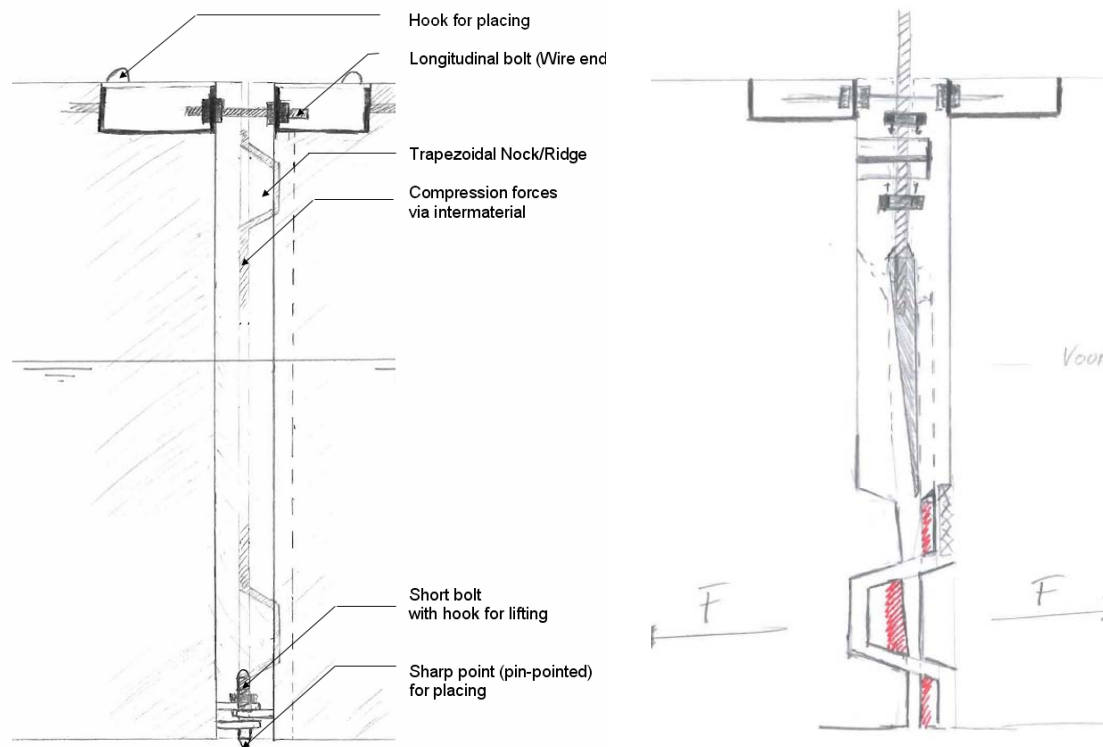 Hook for placing
Longitudinal bolt (Wire end
Trapezoidal Nock/Ridge
Compression forces
via intermaterial
Short bolt
with hook for lifting
Sharp point (pin-pointed)
for placing
Voor
F
F